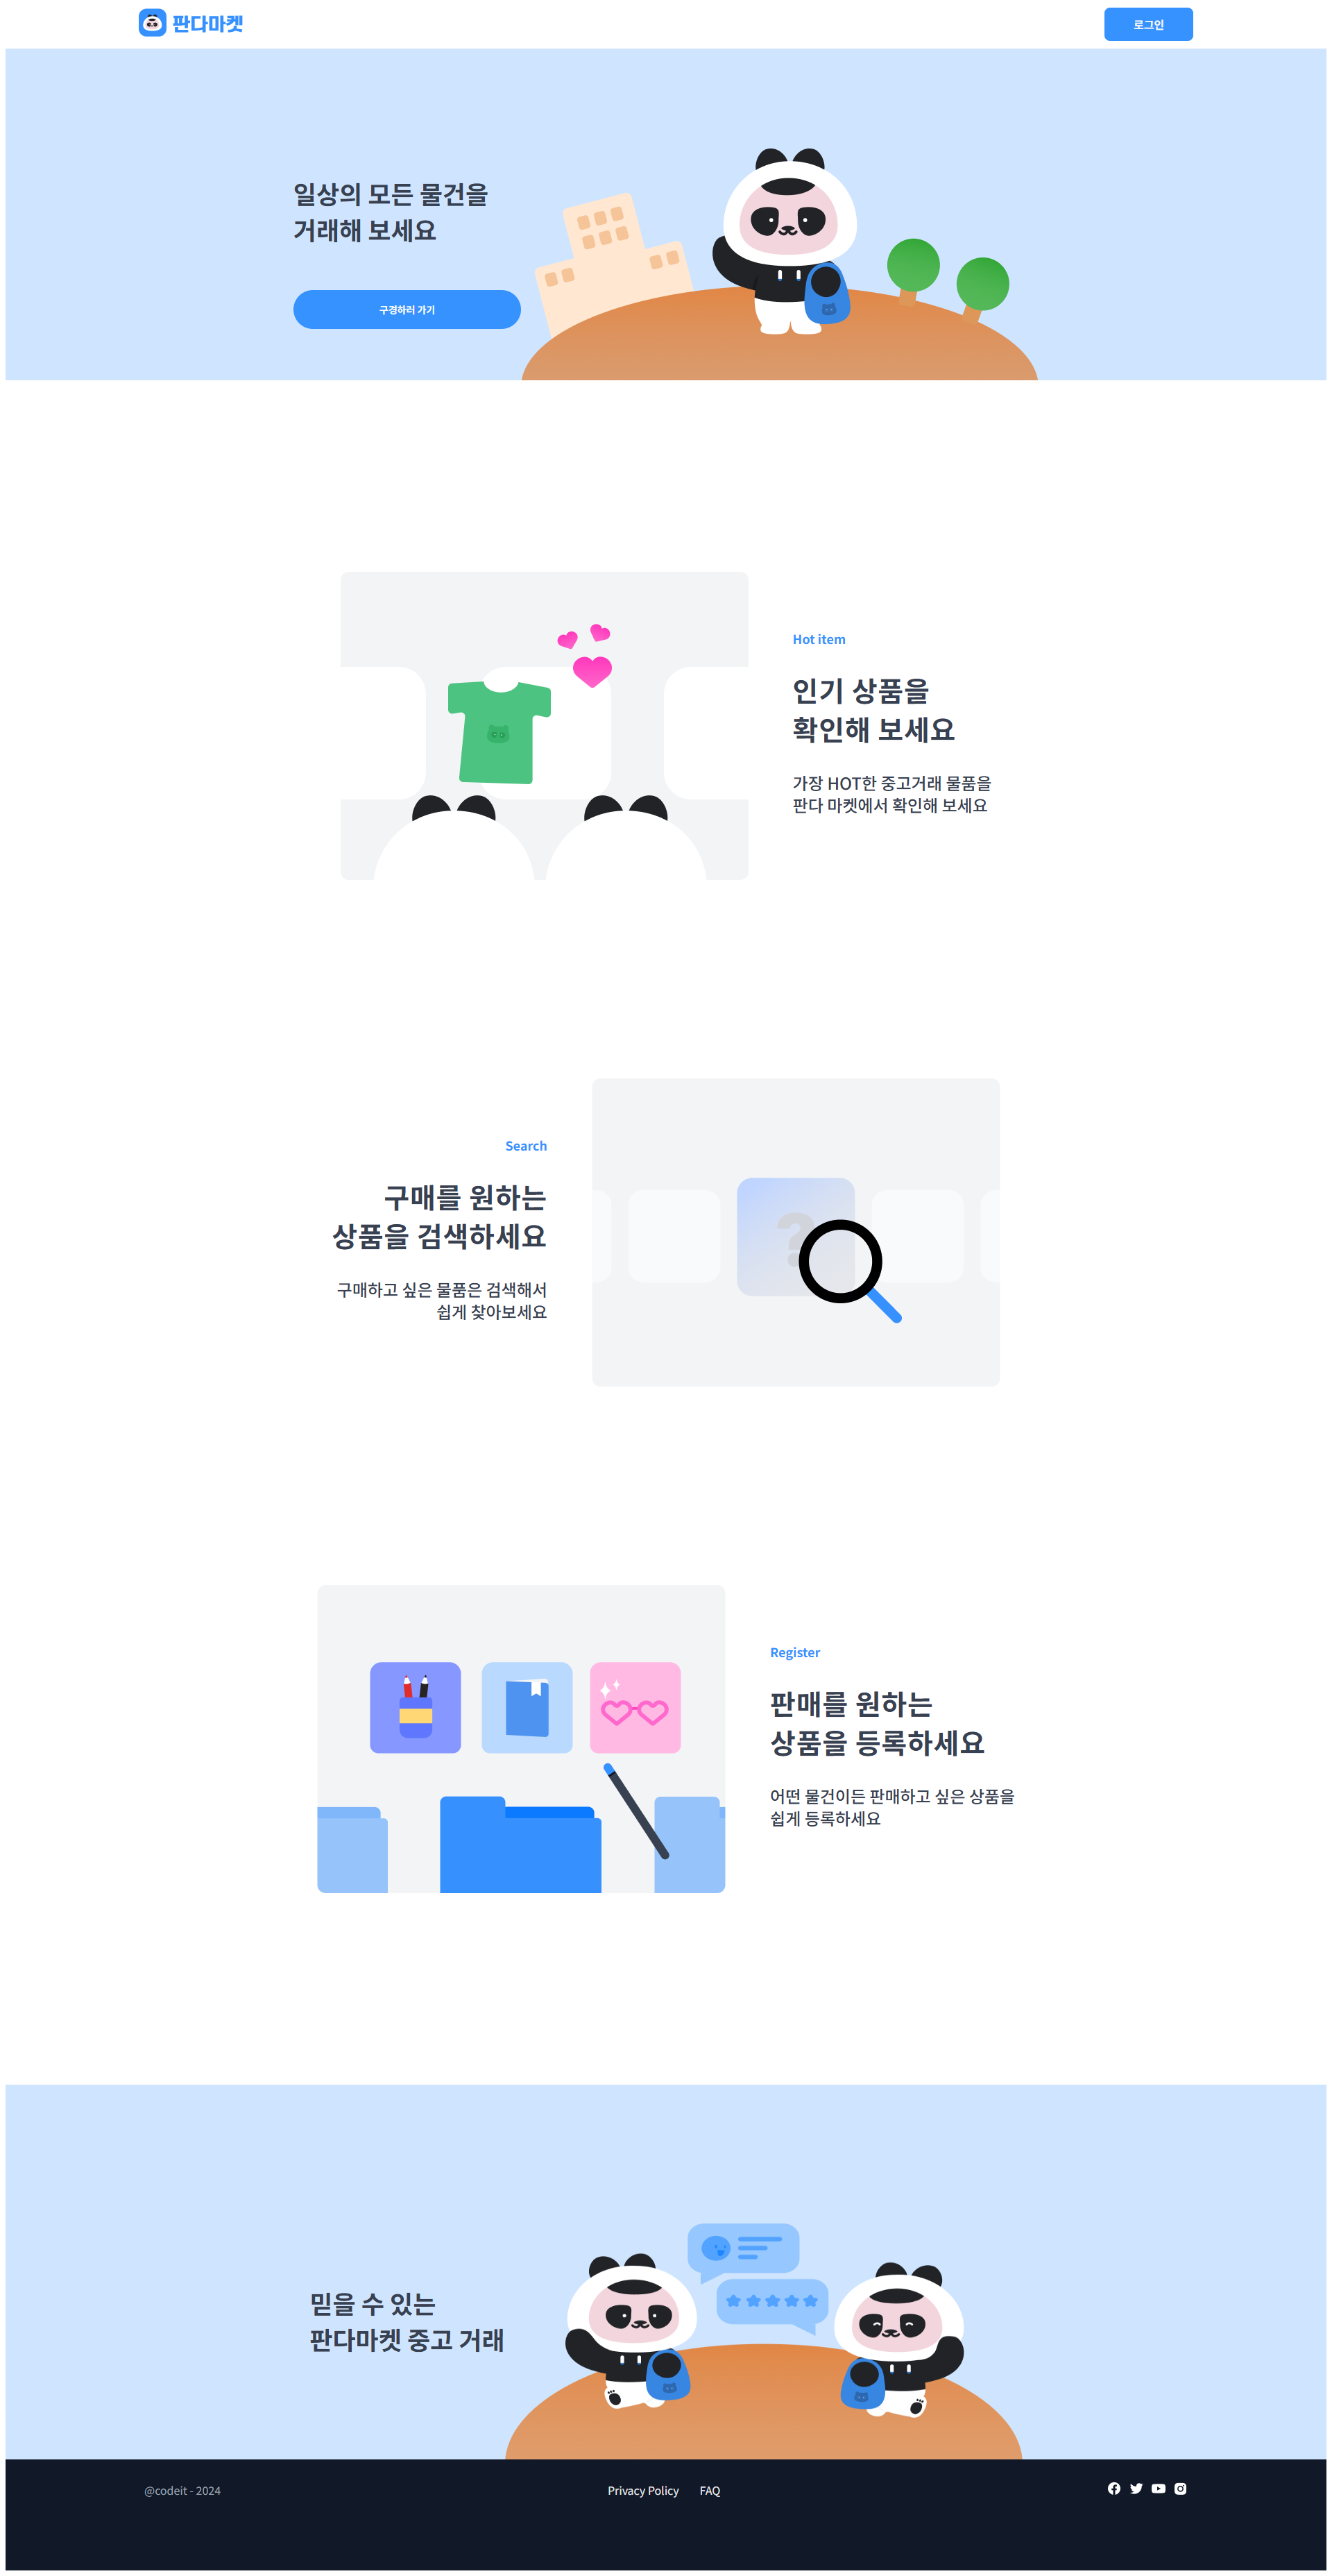 판다마켓
로그인
일상의 모든 물건을
거래해 보세요
구경하러 가기
Hot item
인기 상품을
확인해 보세요
가장 HOT한 중고거래 물품을
판다 마켓에서 확인해 보세요
Search
구매를 원하는
상품을 검색하세요
구매하고 싶은 물품은 검색해서
쉽게 찾아보세요
?
Register
판매를 원하는
상품을 등록하세요
어떤 물건이든 판매하고 싶은 상품을
쉽게 등록하세요
믿을 수 있는
판다마켓 중고 거래
@codeit - 2024
Privacy Policy
FAQ